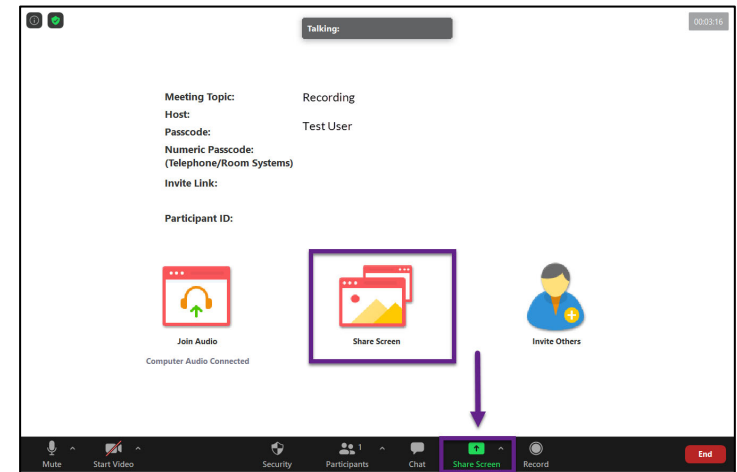 Talking:
00:03:16
Meeting Topic: Recording
Host:
Passcode: Test User
Numeric Passcode:
(Telephone/Room Systems)
Invite Link:
Participant ID:
Join Audio Share Screen Invite Others
Computer Audio Connected
1
Mute Start Video Security Participants Chat Share Screen Record End